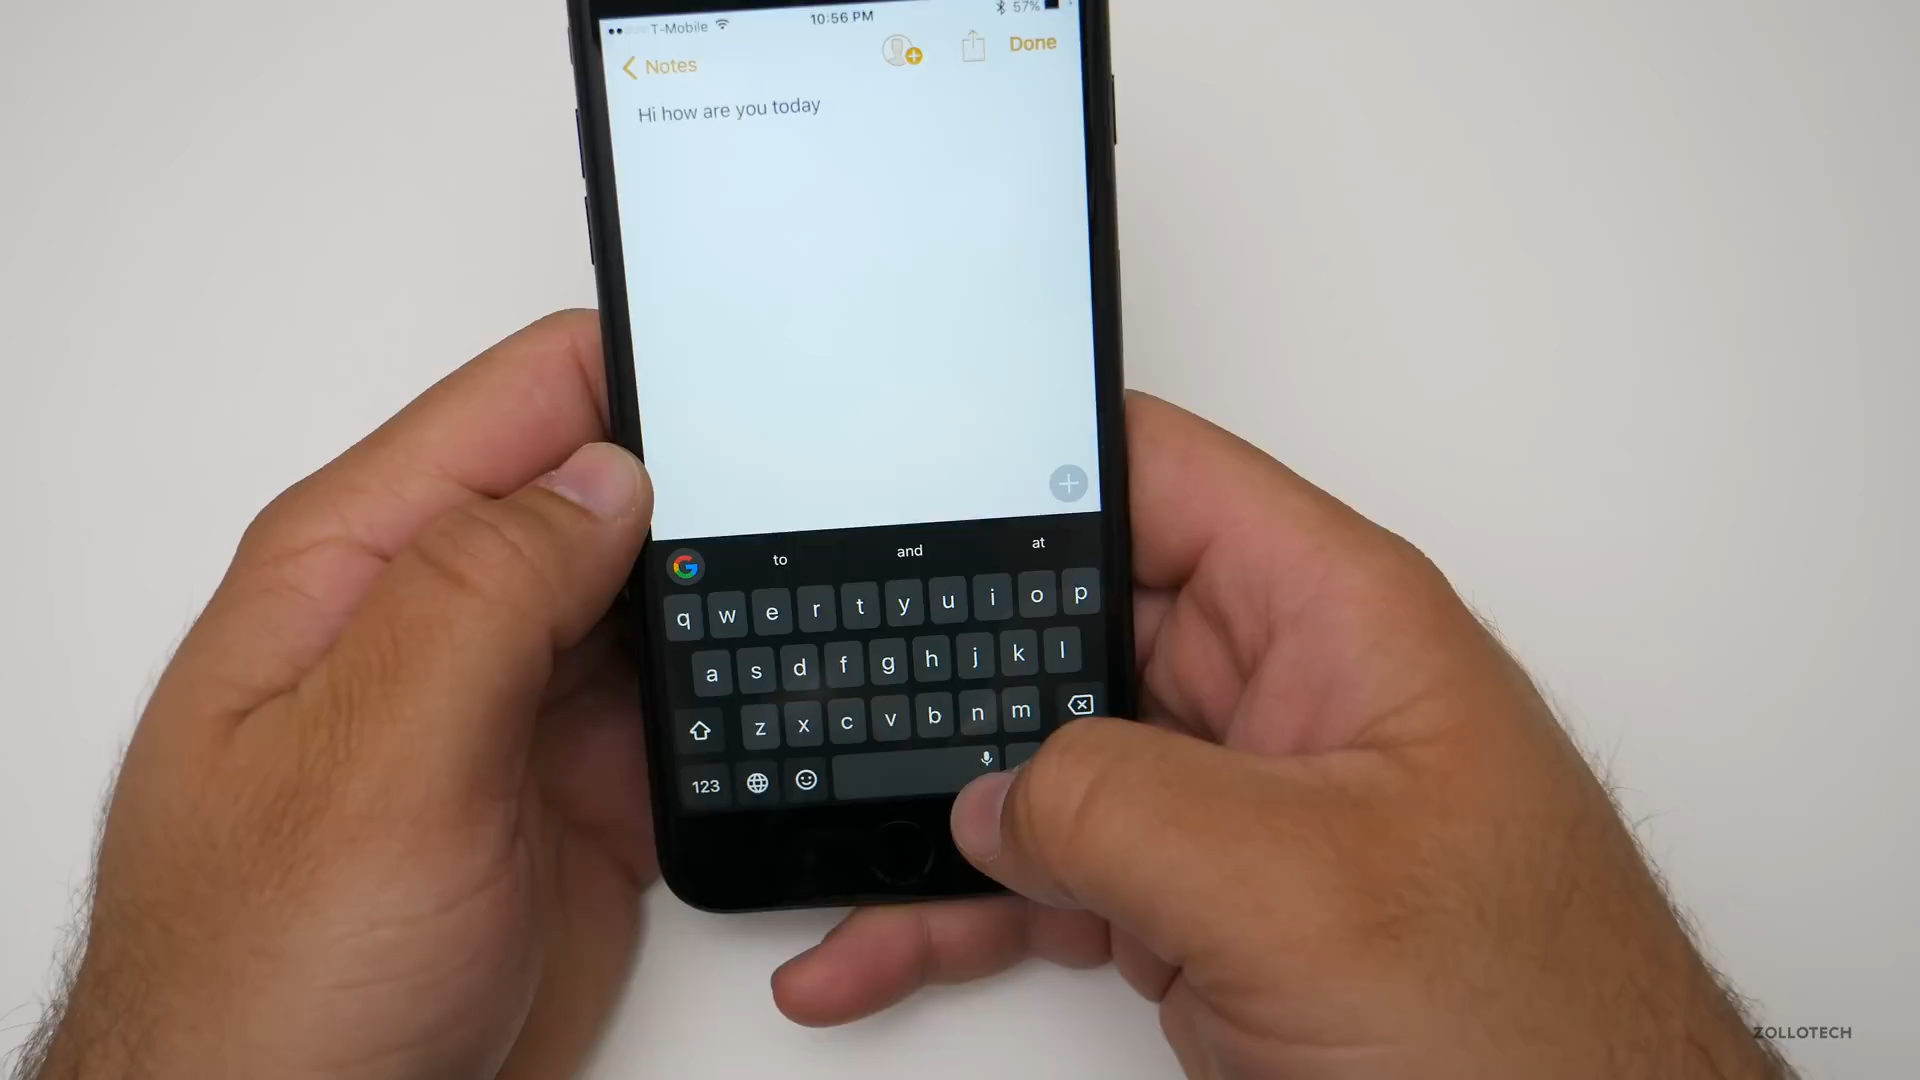 T-Mobile 10:56 PM 57%
Notes Done
Hi how are you today
to and at
q w e r t y u i o p
a s d f g h j k l
z x c v b n m
123
ZOLLOTECH